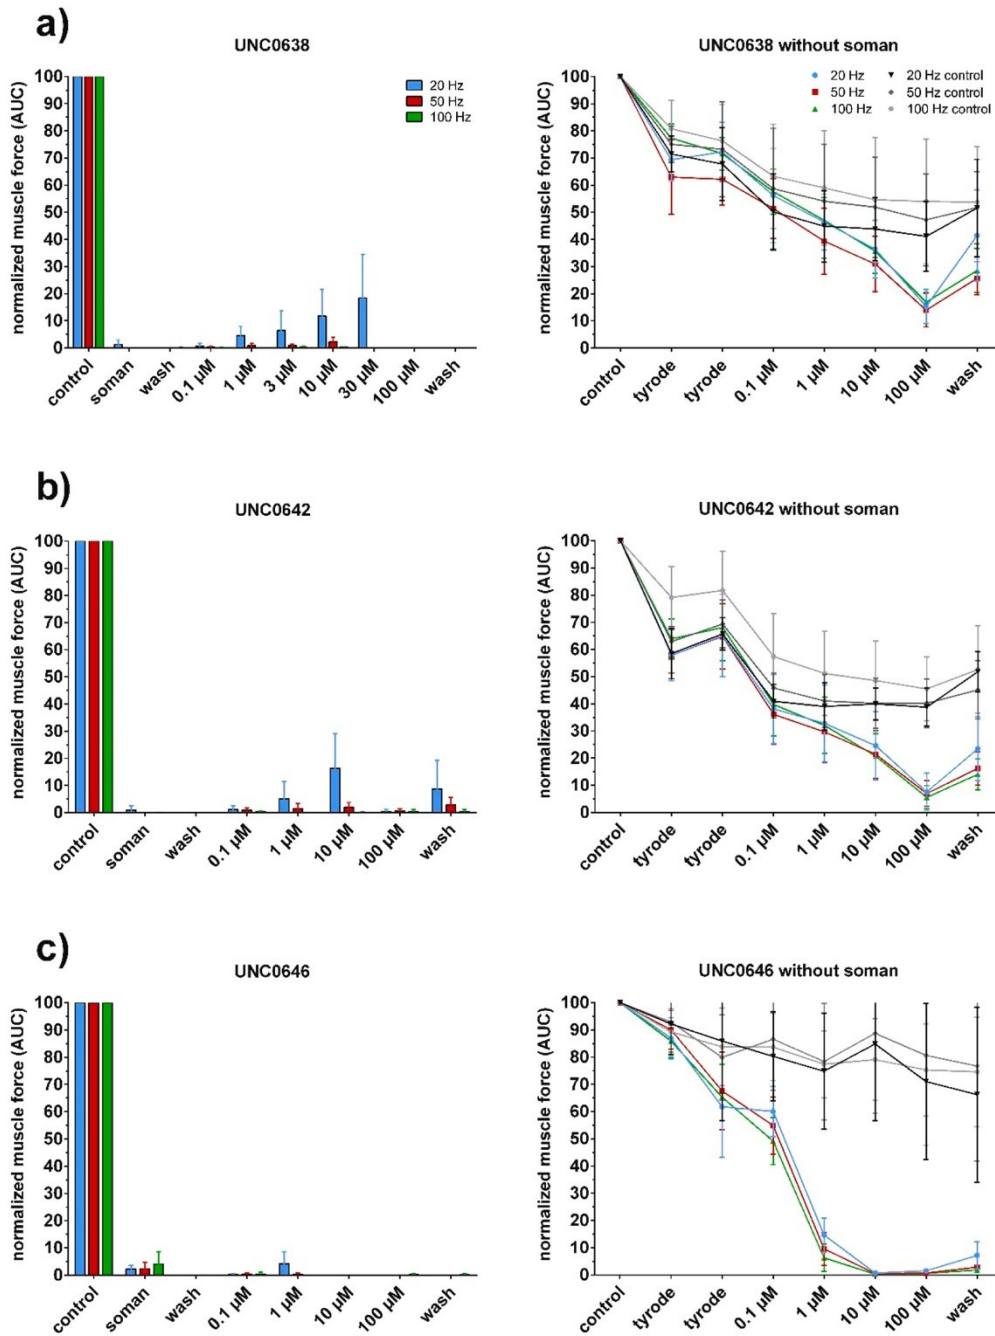 a)
UNC0638
UNC0638 without soman
normalized muscle force (AUC)
100
90
80
70
60
50
40
30
20
10
0
20 Hz
50 Hz
100 Hz
control
soman
wash
0.1 µM
1 µM
3 µM
10 µM
30 µM
100 µM
wash
normalized muscle force (AUC)
100
90
80
70
60
50
40
30
20
10
0
20 Hz
50 Hz
100 Hz
20 Hz control
50 Hz control
100 Hz control
control
tyrode
tyrode
0.1 µM
1 µM
10 µM
100 µM
wash
b)
UNC0642
UNC0642 without soman
normalized muscle force (AUC)
100
90
80
70
60
50
40
30
20
10
0
control
soman
wash
0.1 µM
1 µM
10 µM
100 µM
wash
normalized muscle force (AUC)
100
90
80
70
60
50
40
30
20
10
0
control
tyrode
tyrode
0.1 µM
1 µM
10 µM
100 µM
wash
c)
UNC0646
UNC0646 without soman
normalized muscle force (AUC)
100
90
80
70
60
50
40
30
20
10
0
control
soman
wash
0.1 µM
1 µM
10 µM
100 µM
wash
normalized muscle force (AUC)
100
90
80
70
60
50
40
30
20
10
0
control
tyrode
tyrode
0.1 µM
1 µM
10 µM
100 µM
wash